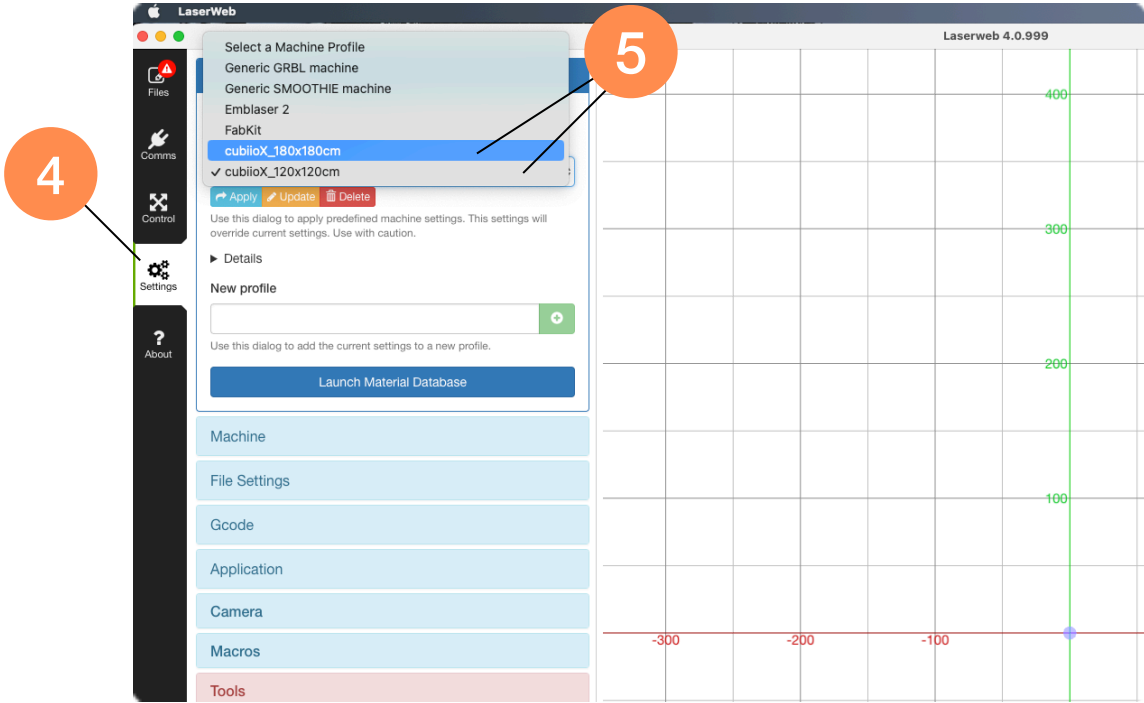 LaserWeb
Laserweb 4.0.999
Select a Machine Profile
Generic GRBL machine
Generic SMOOTHIE machine
Emblaser 2
FabKit
cubiioX_180x180cm
✓ cubiioX_120x120cm
5
4
Files
Comms
Control
Settings
?
About
Apply
Update
Delete
Use this dialog to apply predefined machine settings. This settings will
override current settings. Use with caution.
▶ Details
New profile
Use this dialog to add the current settings to a new profile.
Launch Material Database
Machine
File Settings
Gcode
Application
Camera
Macros
Tools
400
300
200
100
-300
-200
-100